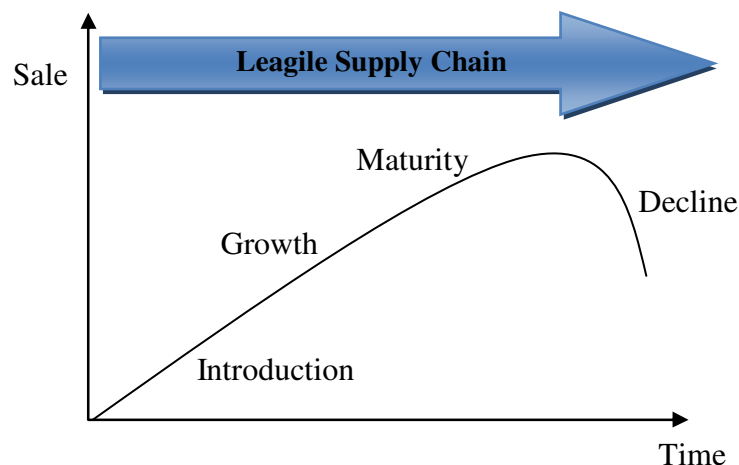 Leagile Supply Chain
Sale
Maturity
Decline
Growth
Introduction
Time